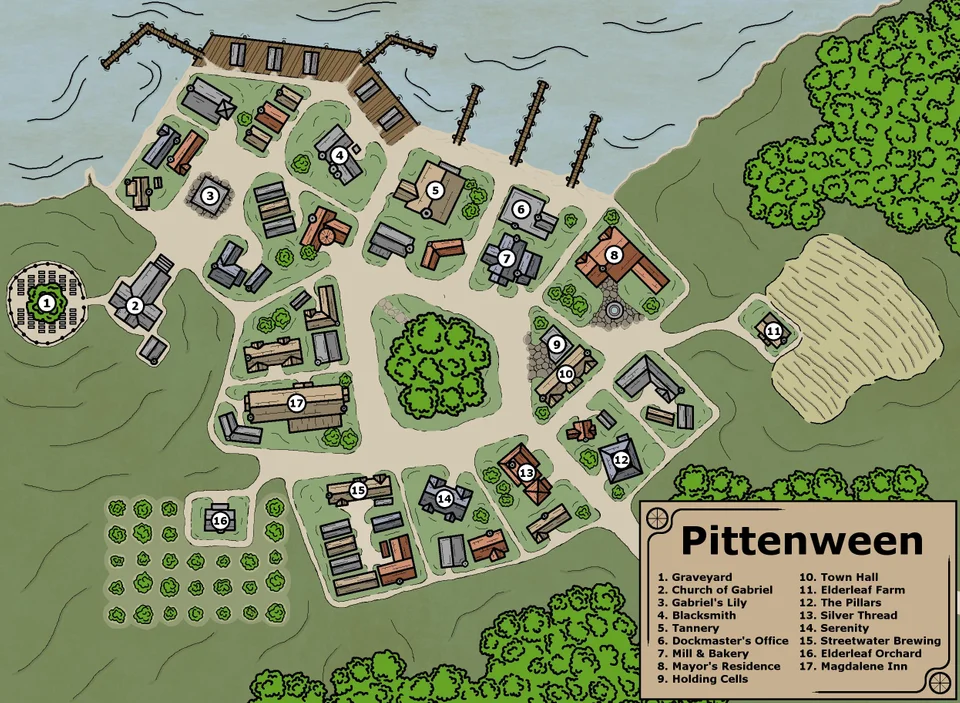 4
3
5
6
7
8
1
2
11
9
10
17
12
13
15
14
16
Pittenween
1. Graveyard
2. Church of Gabriel
3. Gabriel's Lily
4. Blacksmith
5. Tannery
6. Dockmaster's Office
7. Mill & Bakery
8. Mayor's Residence
9. Holding Cells
10. Town Hall
11. Elderleaf Farm
12. The Pillars
13. Silver Thread
14. Serenity
15. Streetwater Brewing
16. Elderleaf Orchard
17. Magdalene Inn